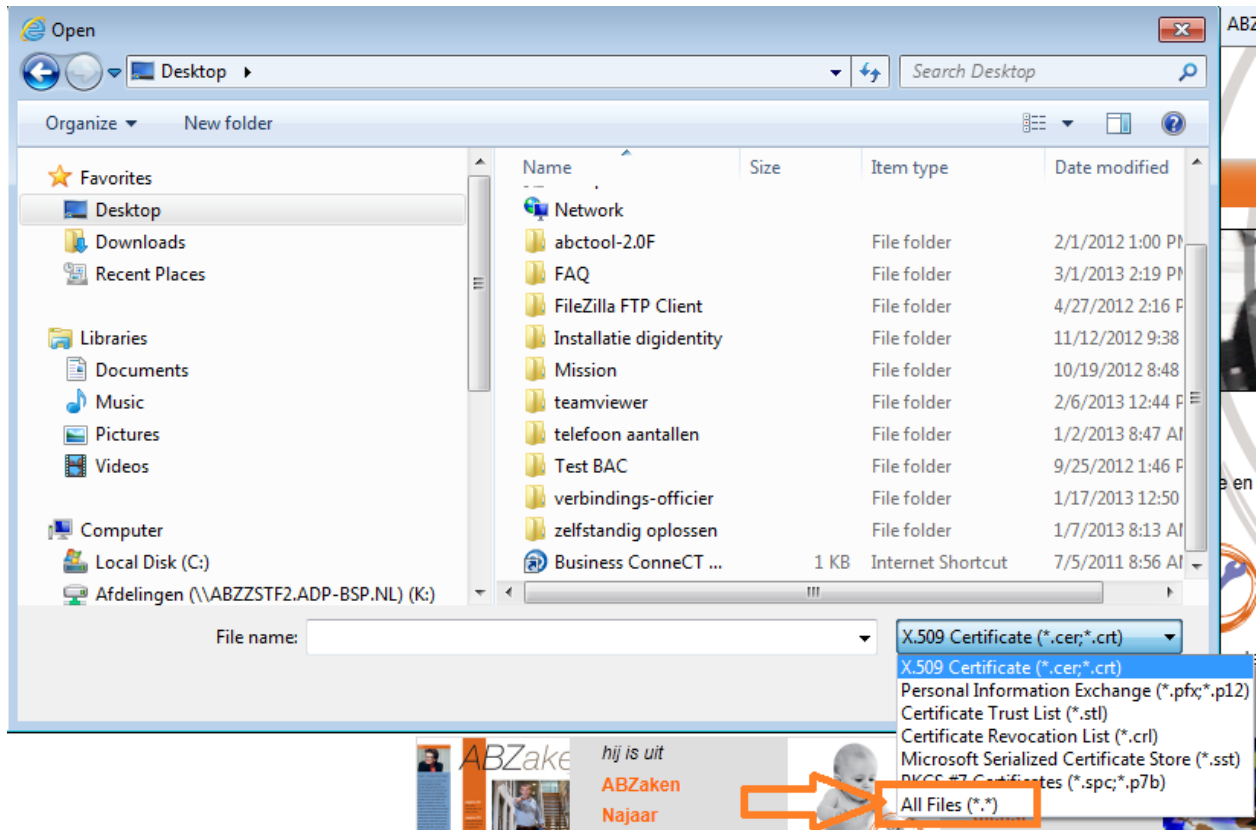 Open
ABZ
Desktop
Search Desktop
Organize New folder
Favorites
Desktop
Downloads
Recent Places
Libraries
Documents
Music
Pictures
Videos
Computer
Local Disk (C:)
Afdelingen (\\ABZZSTF2.ADP-BSP.NL) (K:)
Name Size Item type Date modified
Network
abctool-2.0F File folder 2/1/2012 1:00 PM
FAQ File folder 3/1/2013 2:19 PM
FileZilla FTP Client File folder 4/27/2012 2:16 P
Installatie digidentity File folder 11/12/2012 9:38
Mission File folder 10/19/2012 8:48
teamviewer File folder 2/6/2013 12:44 P
telefoon aantallen File folder 1/2/2013 8:47 AM
Test BAC File folder 9/25/2012 1:46 P
verbindings-officier File folder 1/17/2013 12:50
zelfstandig oplossen File folder 1/7/2013 8:13 AM
Business ConneCT ... 1 KB Internet Shortcut 7/5/2011 8:56 AM
e en
File name:
X.509 Certificate (*.cer;*.crt)
X.509 Certificate (*.cer;*.crt)
Personal Information Exchange (*.pfx;*.p12)
Certificate Trust List (*.stl)
Certificate Revocation List (*.crl)
Microsoft Serialized Certificate Store (*.sst)
PKCS #7 Certificates (*.spc;*.p7b)
All Files (*.*)
ABZake
hij is uit
ABZaken
Najaar